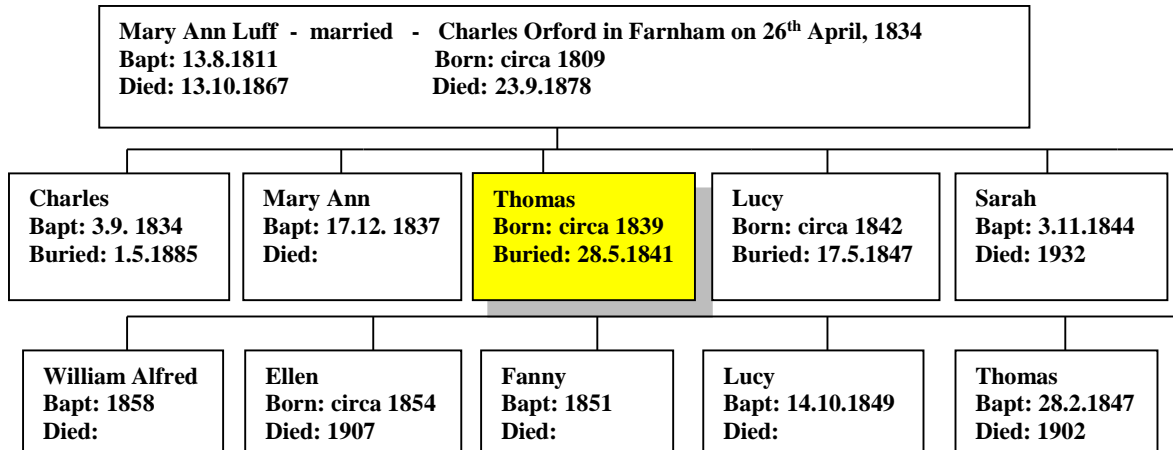 Mary Ann Luff - married - Charles Orford in Farnham on 26th April, 1834
Bapt: 13.8.1811 Born: circa 1809
Died: 13.10.1867 Died: 23.9.1878
Charles
Bapt: 3.9. 1834
Buried: 1.5.1885
Mary Ann
Bapt: 17.12. 1837
Died:
Thomas
Born: circa 1839
Buried: 28.5.1841
Lucy
Born: circa 1842
Buried: 17.5.1847
Sarah
Bapt: 3.11.1844
Died: 1932
William Alfred
Bapt: 1858
Died:
Ellen
Born: circa 1854
Died: 1907
Fanny
Bapt: 1851
Died:
Lucy
Bapt: 14.10.1849
Died:
Thomas
Bapt: 28.2.1847
Died: 1902